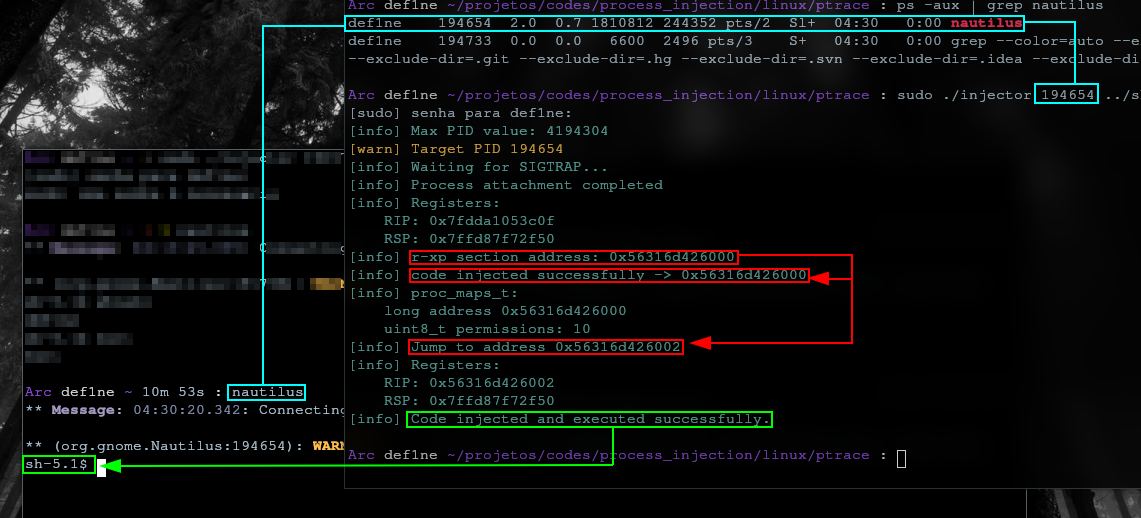 Arc def1ne ~/projetos/codes/process_injection/linux/ptrace : ps -aux | grep nautilus
def1ne 194654 2.0 0.7 1810812 244352 pts/2 Sl+ 04:30 0:00 nautilus
def1ne 194733 0.0 0.0 6600 2496 pts/3 S+ 04:30 0:00 grep --color=auto --e
--exclude-dir=.git --exclude-dir=.hg --exclude-dir=.svn --exclude-dir=.idea --exclude-di
Arc def1ne ~/projetos/codes/process_injection/linux/ptrace : sudo ./injector 194654 ../s
[sudo] senha para def1ne:
[info] Max PID value: 4194304
[warn] Target PID 194654
[info] Waiting for SIGTRAP...
[info] Process attachment completed
[info] Registers:
RIP: 0x7fdda1053c0f
RSP: 0x7ffd87f72f50
[info] r-xp section address: 0x56316d426000
[info] code injected successfully -> 0x56316d426000
[info] proc_maps_t:
long address 0x56316d426000
uint8_t permissions: 10
[info] Jump to address 0x56316d426002
[info] Registers:
RIP: 0x56316d426002
RSP: 0x7ffd87f72f50
[info] Code injected and executed successfully.
Arc def1ne ~/projetos/codes/process_injection/linux/ptrace :
Arc def1ne ~ 10m 53s : nautilus
** Message: 04:30:20.342: Connecting
** (org.gnome.Nautilus:194654): WARN
sh-5.1$